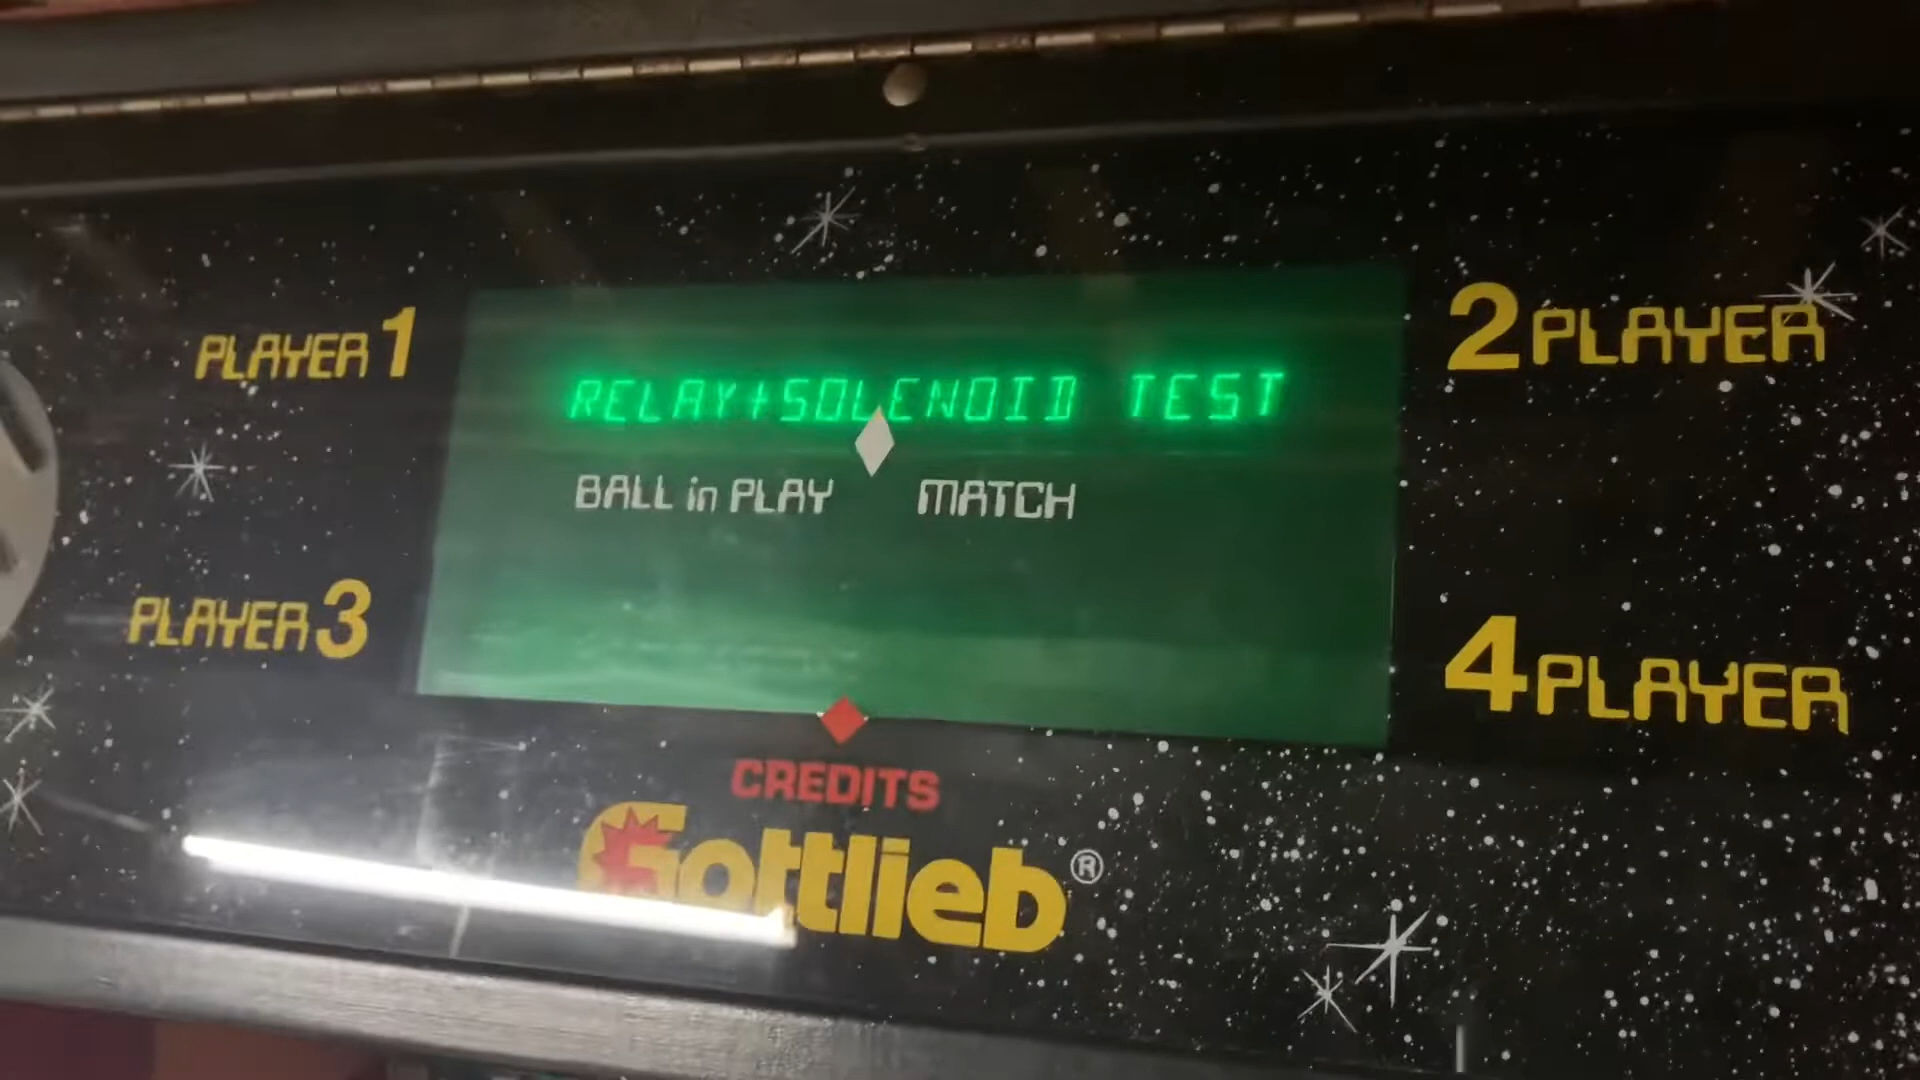 PLAYER 1
2 PLAYER
RELAY+SOLENOID TEST
BALL in PLAY MATCH
PLAYER 3
4 PLAYER
CREDITS
Gottlieb®